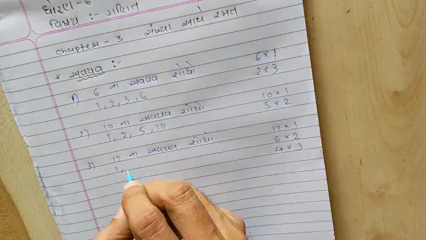 ધોરણ - 6
વિષય :- ગણિત
Chapter - 3 સંખ્યા સાથે રમત
* અવયવ :-
1) 6 ના અવયવ શોધો. 6 × 1
1, 2, 3, 6 2 × 3
2) 10 ના અવયવ શોધો. 10 × 1
1, 2, 5, 10 5 × 2
3) 12 ના અવયવ શોધો. 12 × 1
1, 6 × 2
4 × 3